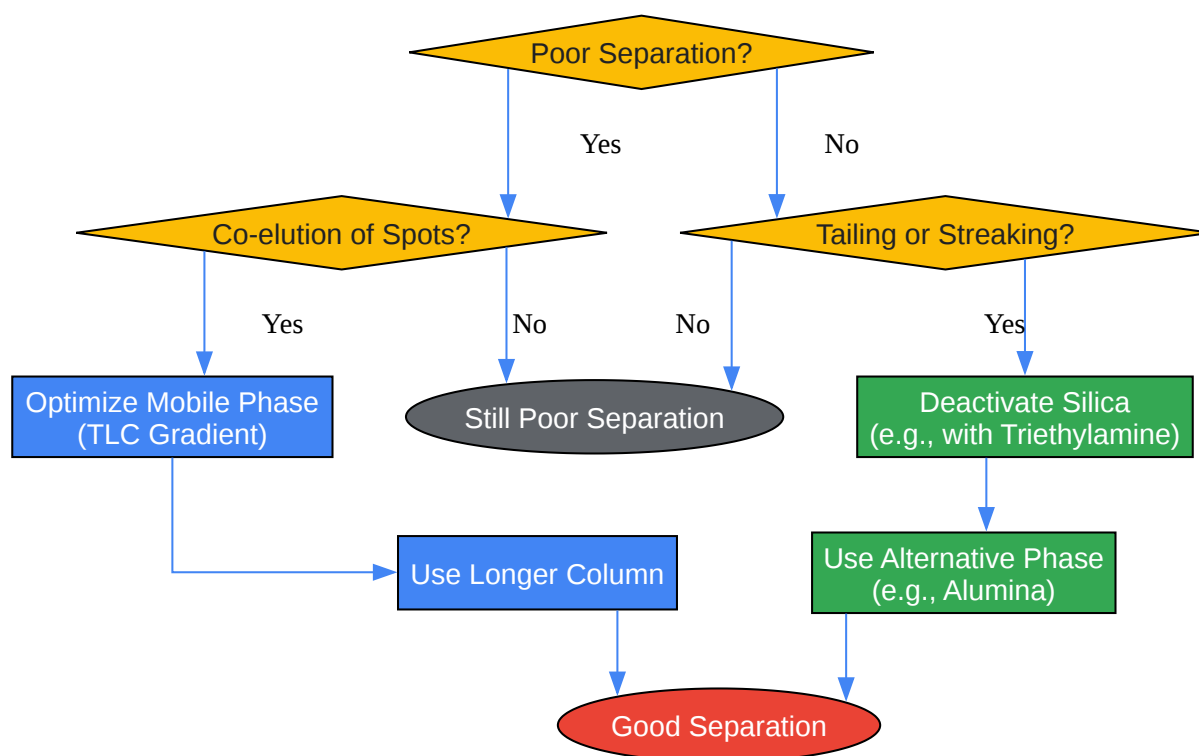 Poor Separation?
Yes
No
Co-elution of Spots?
Tailing or Streaking?
Yes
No
No
Yes
Optimize Mobile Phase
(TLC Gradient)
Still Poor Separation
Deactivate Silica
(e.g., with Triethylamine)
Use Longer Column
Use Alternative Phase
(e.g., Alumina)
Good Separation